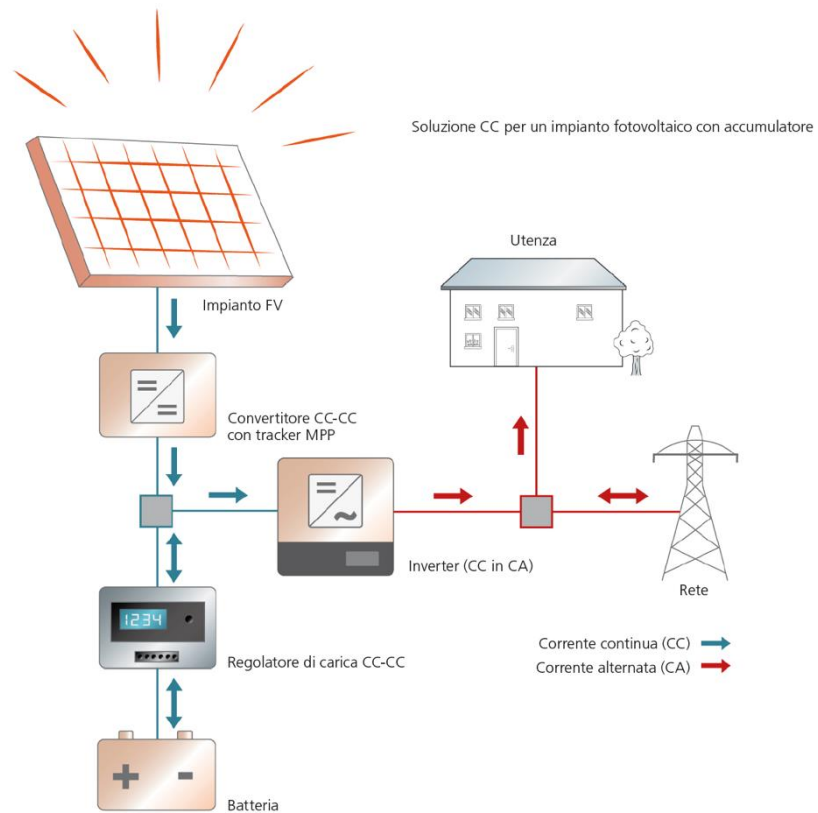 Soluzione CC per un impianto fotovoltaico con accumulatore
Utenza
Impianto FV
Convertitore CC-CC
con tracker MPP
Inverter (CC in CA)
Rete
1234
Regolatore di carica CC-CC
Corrente continua (CC)
Corrente alternata (CA)
+ -
Batteria